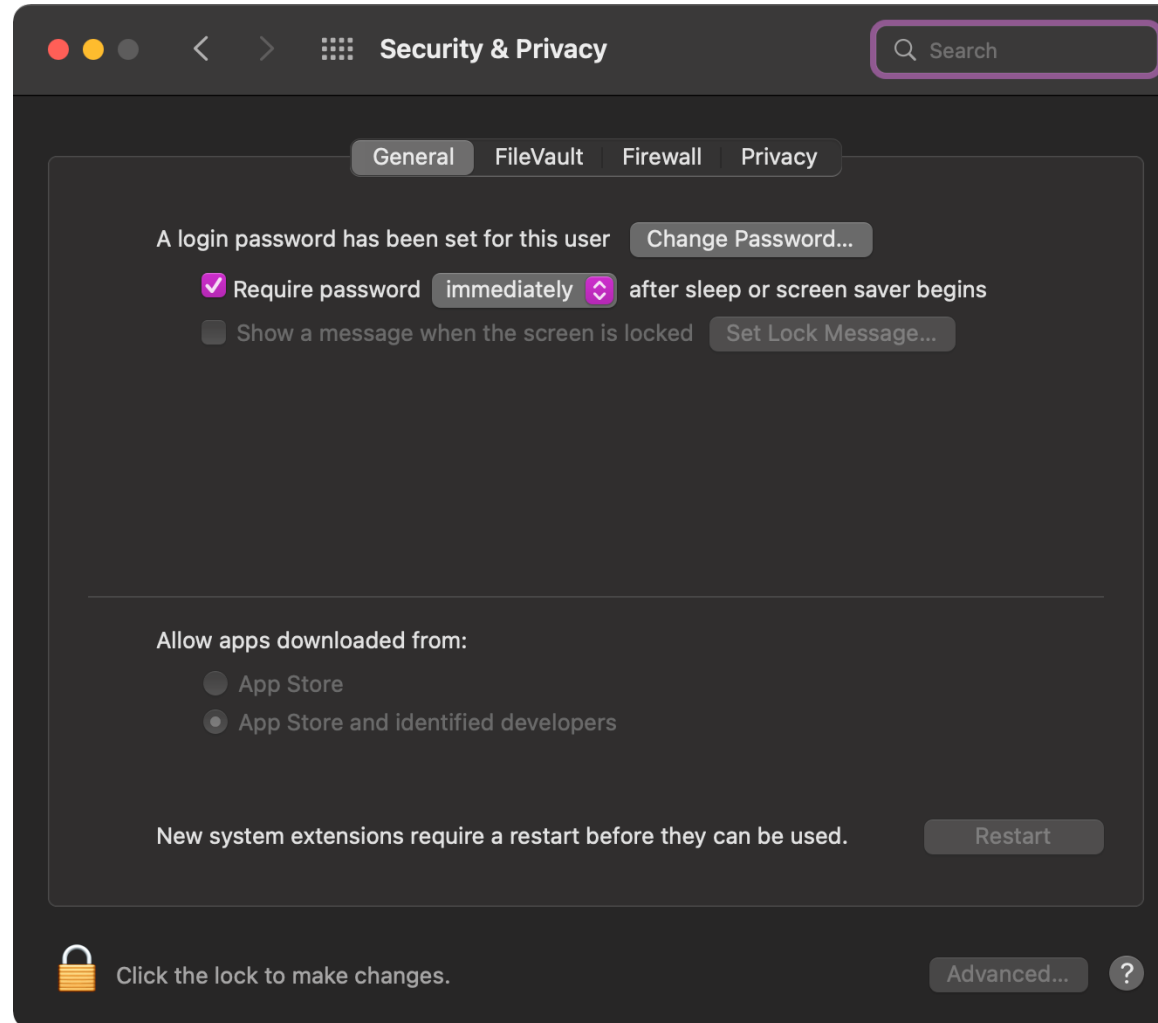 Security & Privacy
Search
General FileVault Firewall Privacy
A login password has been set for this user Change Password...
Require password immediately after sleep or screen saver begins
Show a message when the screen is locked Set Lock Message...
Allow apps downloaded from:
App Store
App Store and identified developers
New system extensions require a restart before they can be used. Restart
Click the lock to make changes. Advanced... ?